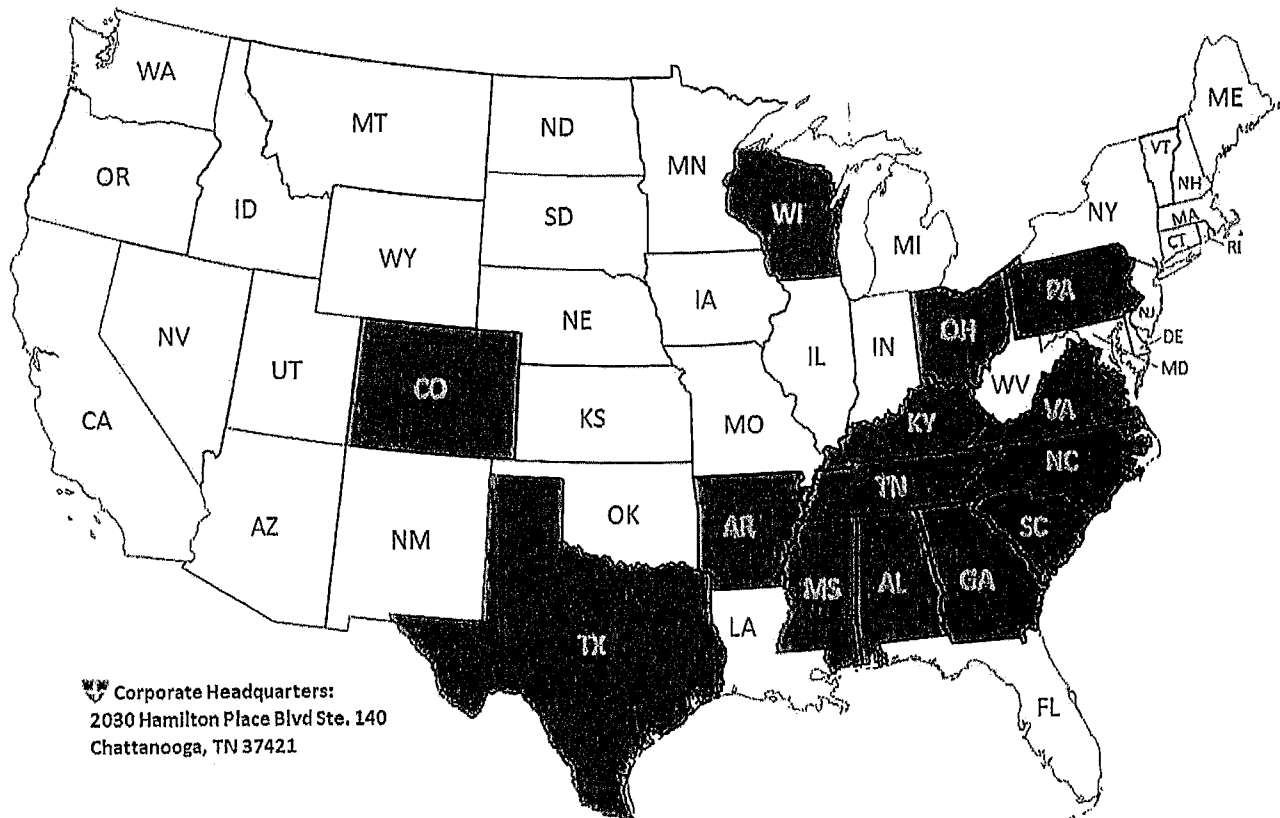 WA
MT
ND
MN
ME
VT
NH
OR
ID
SD
WI
NY
MA
CT
RI
WY
MI
IA
PA
NE
NJ
OH
NV
UT
IL
IN
DE
MD
CO
WV
CA
KS
MO
KY
VA
NC
TN
AZ
NM
OK
AR
SC
MS
AL
GA
LA
TX
FL
Corporate Headquarters:
2030 Hamilton Place Blvd Ste. 140
Chattanooga, TN 37421